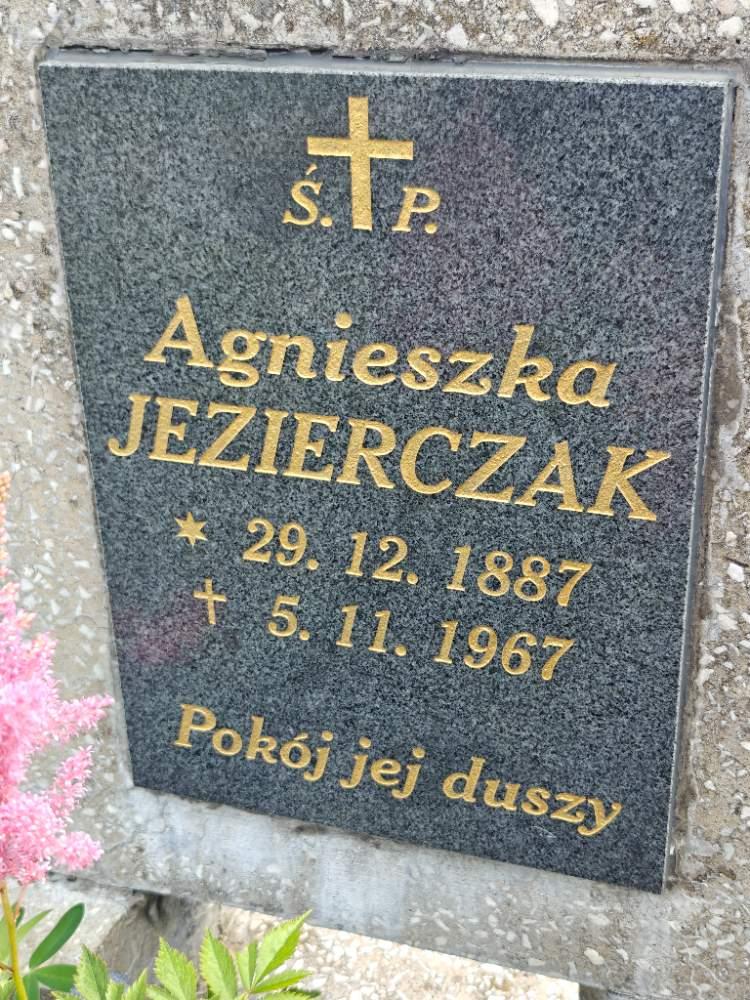 Ś. P.
Agnieszka
JEZIERCZAK
✶ 29. 12. 1887
† 5. 11. 1967
Pokój jej duszy